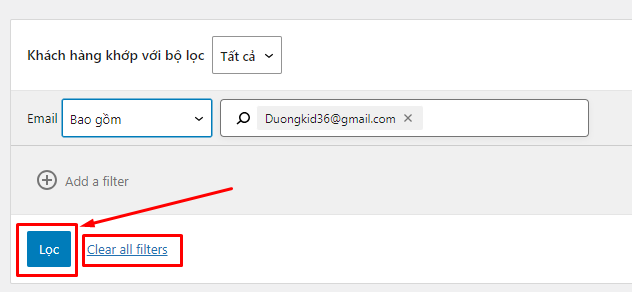 Khách hàng khớp với bộ lọc Tất cả
Email Bao gồm Duongkid36@gmail.com
Add a filter
Lọc Clear all filters